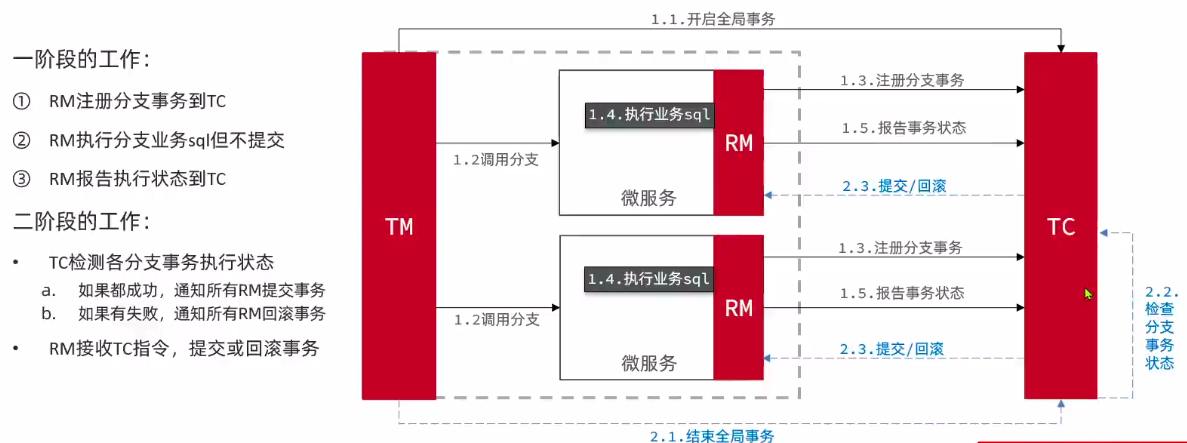 一阶段的工作：
① RM注册分支事务到TC
② RM执行分支业务sql但不提交
③ RM报告执行状态到TC
二阶段的工作：
• TC检测各分支事务执行状态
a. 如果都成功，通知所有RM提交事务
b. 如果有失败，通知所有RM回滚事务
• RM接收TC指令，提交或回滚事务
1.1.开启全局事务
TM
1.2调用分支
1.4.执行业务sql
RM
微服务
1.3.注册分支事务
1.5.报告事务状态
2.3.提交/回滚
1.2调用分支
1.4.执行业务sql
RM
微服务
1.3.注册分支事务
1.5.报告事务状态
2.3.提交/回滚
TC
2.2.
检查
分支
事务
状态
2.1.结束全局事务